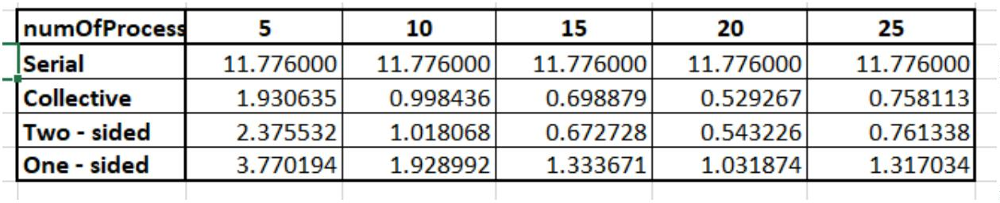 numOfProcess 5 10 15 20 25
Serial 11.776000 11.776000 11.776000 11.776000 11.776000
Collective 1.930635 0.998436 0.698879 0.529267 0.758113
Two - sided 2.375532 1.018068 0.672728 0.543226 0.761338
One - sided 3.770194 1.928992 1.333671 1.031874 1.317034